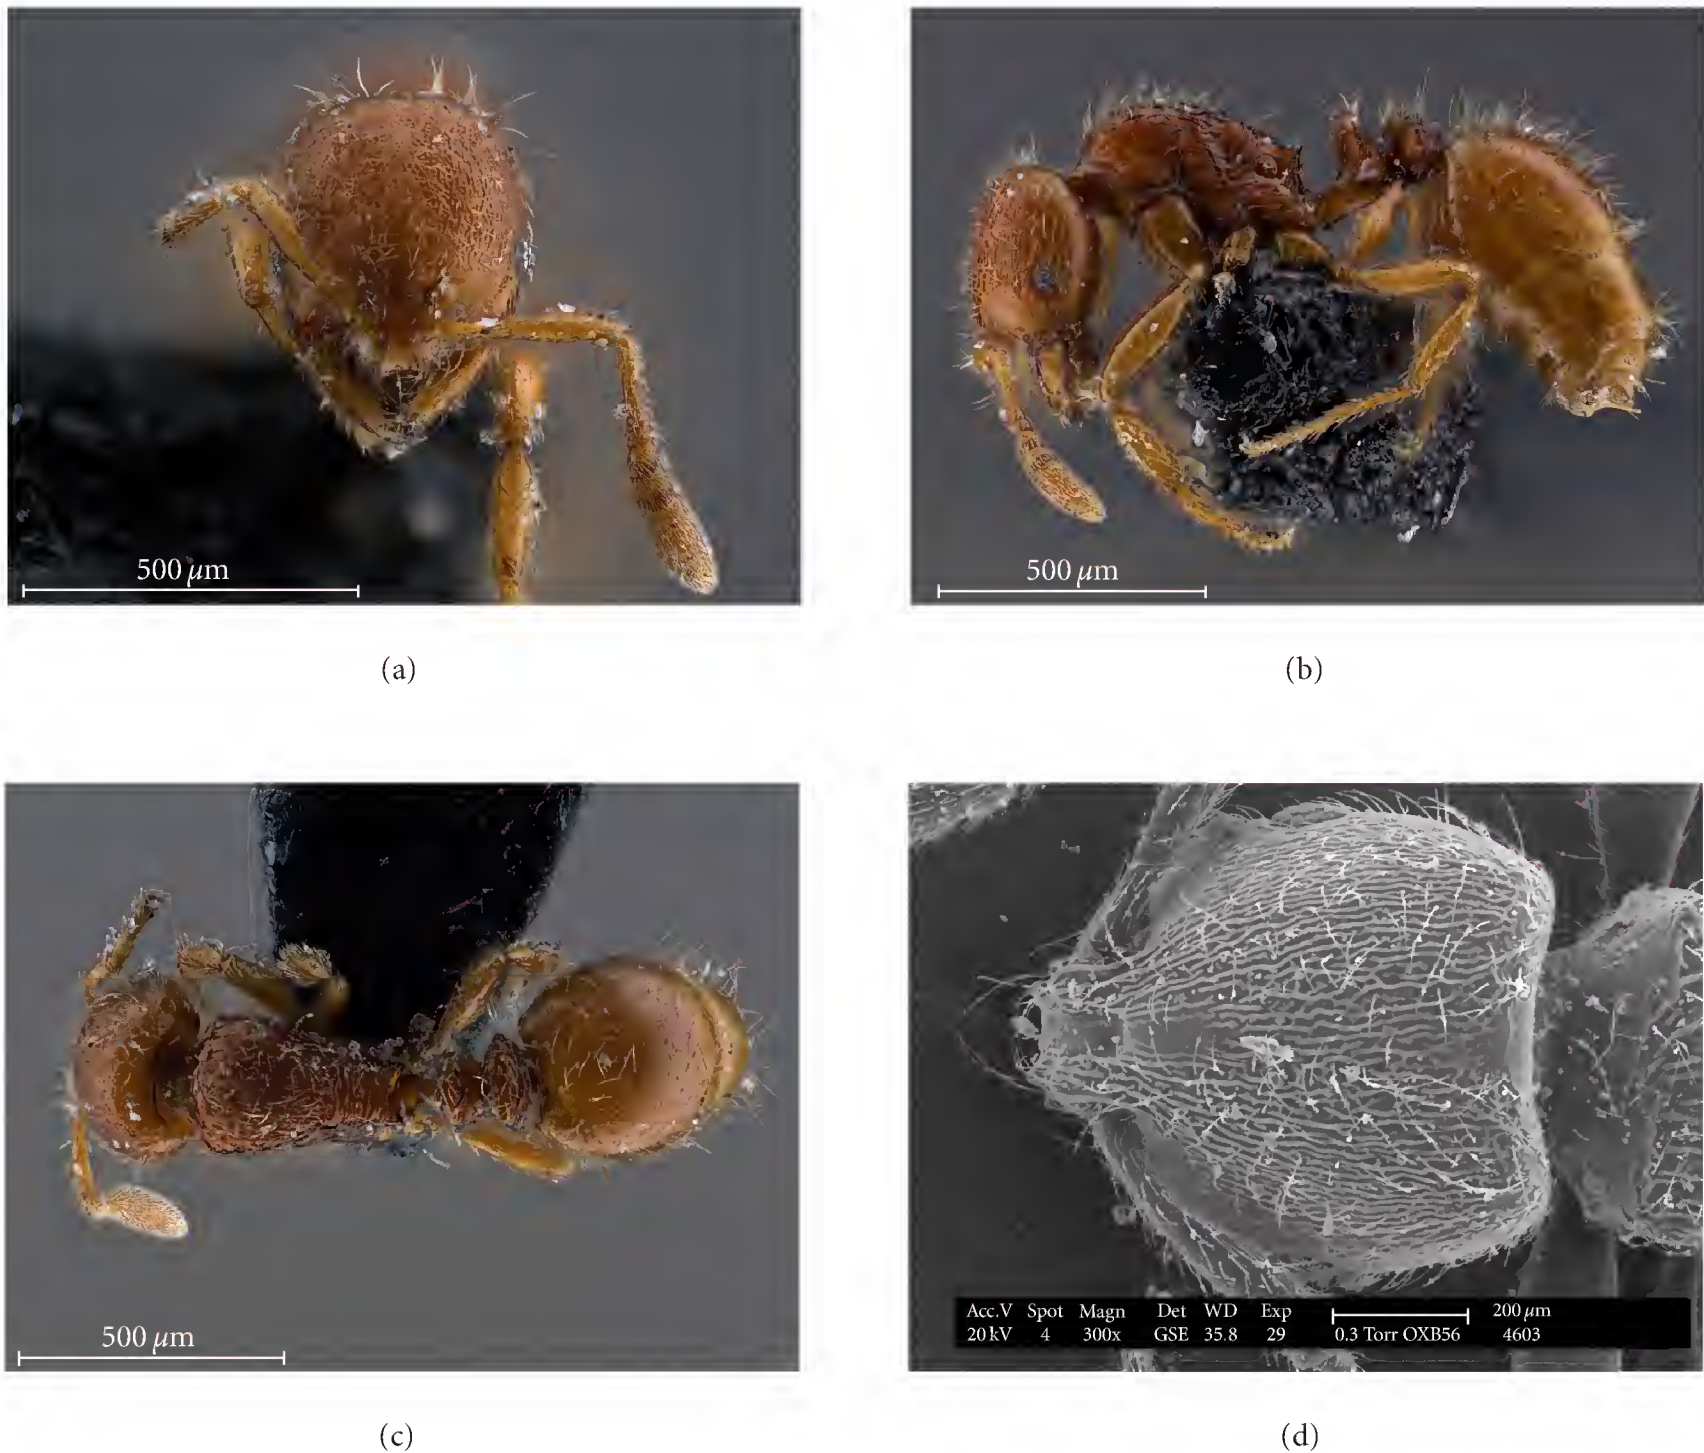 500 μm
500 μm
(a)
(b)
500 μm
Acc.V Spot Magn Det WD Exp 200 μm
20 kV 4 300x GSE 35.8 29 0.3 Torr OXB56 4603
(c)
(d)